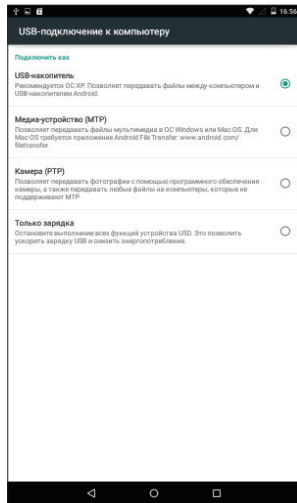 16:56
USB-подключение к компьютеру
Подключить как
USB-накопитель
Рекомендуется ОС XP. Позволяет передавать файлы между компьютером и
USB-накопителем Android.
Медиа-устройство (MTP)
Позволяет передавать файлы мультимедиа в ОС Windows или Mac OS. Для
Mac OS требуется приложение Android File Transfer: www.android.com/
filetransfer
Камера (PTP)
Позволяет передавать фотографии с помощью программного обеспечения
камеры, а также передавать любые файлы на компьютеры, которые не
поддерживают MTP
Только зарядка
Остановите выполнение всех функций устройства USD. Это позволить
ускорить зарядку USB и снизить энергопотребление.